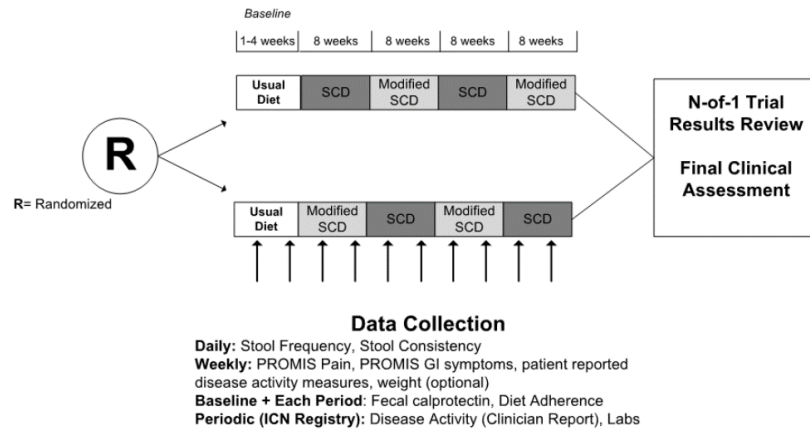 Baseline
1-4 weeks 8 weeks 8 weeks 8 weeks 8 weeks
Usual Diet SCD Modified SCD SCD Modified SCD
R
R= Randomized
N-of-1 Trial
Results Review
Final Clinical
Assessment
Usual Diet Modified SCD SCD Modified SCD SCD
Data Collection
Daily: Stool Frequency, Stool Consistency
Weekly: PROMIS Pain, PROMIS GI symptoms, patient reported
disease activity measures, weight (optional)
Baseline + Each Period: Fecal calprotectin, Diet Adherence
Periodic (ICN Registry): Disease Activity (Clinician Report), Labs